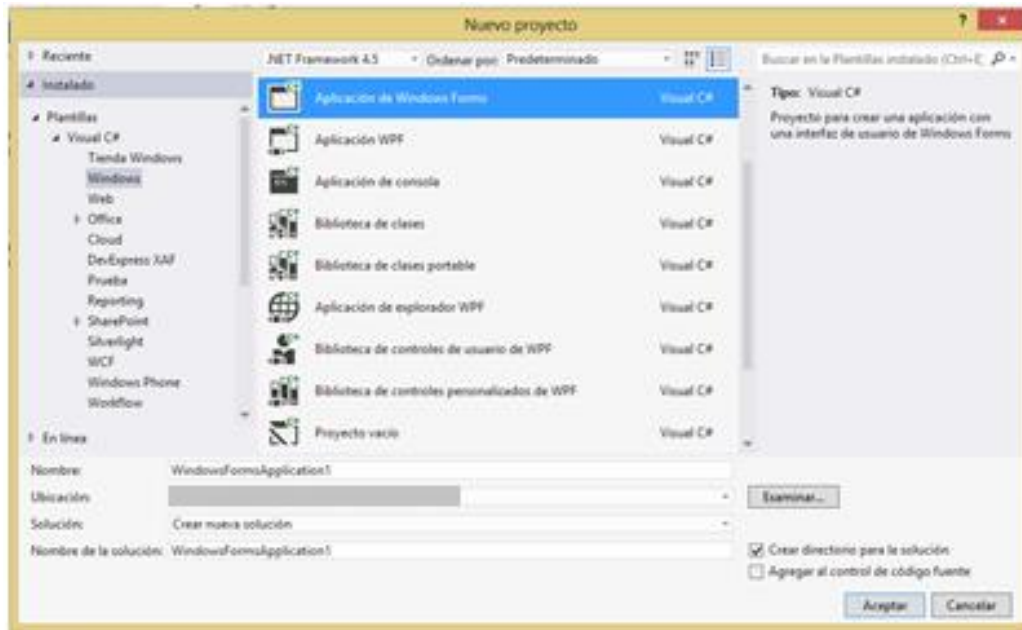 Nuevo proyecto
?
Reciente
.NET Framework 4.5
Ordenar por: Predeterminado
Buscar en la Plantillas instalado (Ctrl+E
Instalado
Plantillas
Visual C#
Tienda Windows
Windows
Web
Office
Cloud
DevExpress XAF
Prueba
Reporting
SharePoint
Silverlight
WCF
Windows Phone
Workflow
En línea
Aplicación de Windows Forms Visual C#
Aplicación WPF Visual C#
Aplicación de consola Visual C#
Biblioteca de clases Visual C#
Biblioteca de clases portable Visual C#
Aplicación de explorador WPF Visual C#
Biblioteca de controles de usuario de WPF Visual C#
Biblioteca de controles personalizados de WPF Visual C#
Proyecto vacío Visual C#
Tipo: Visual C#
Proyecto para crear una aplicación con
una interfaz de usuario de Windows Forms
Nombre: WindowsFormsApplication1
Ubicación:
Examinar...
Solución: Crear nueva solución
Nombre de la solución: WindowsFormsApplication1
Crear directorio para la solución
Agregar al control de código fuente
Aceptar
Cancelar